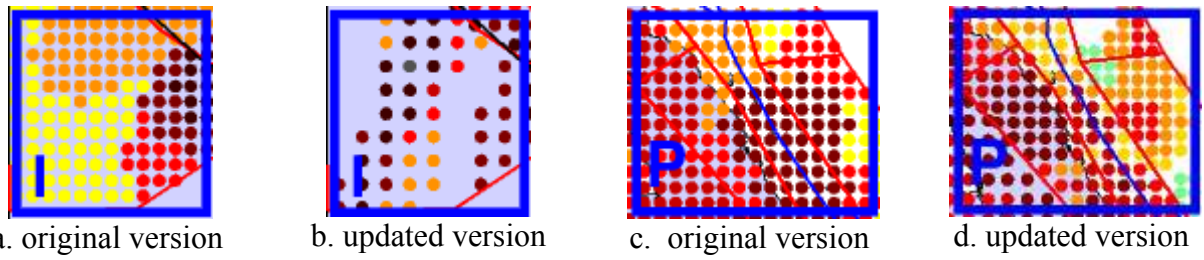 I
I
P
P
a. original version
b. updated version
c. original version
d. updated version